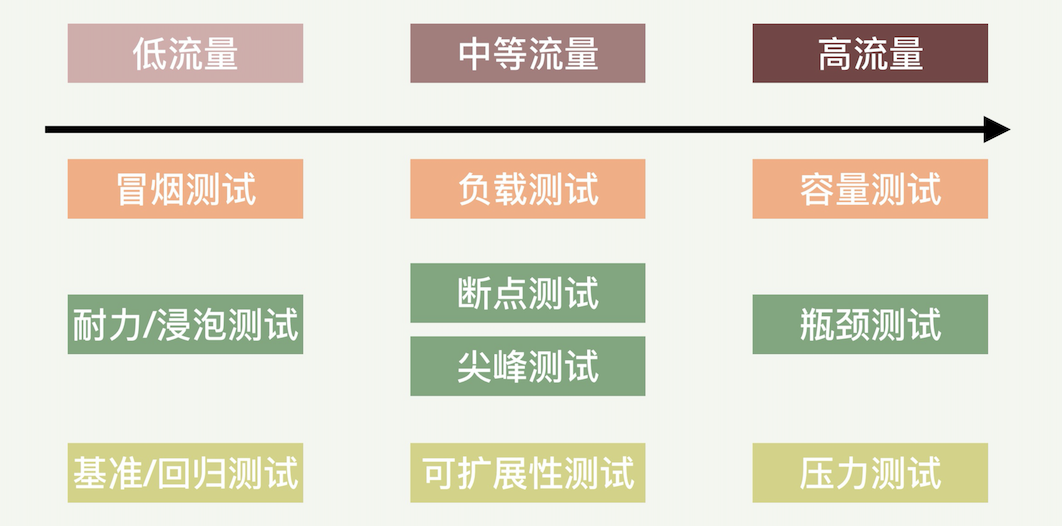 低流量
中等流量
高流量
冒烟测试
负载测试
容量测试
断点测试
耐力/浸泡测试
瓶颈测试
尖峰测试
基准/回归测试
可扩展性测试
压力测试